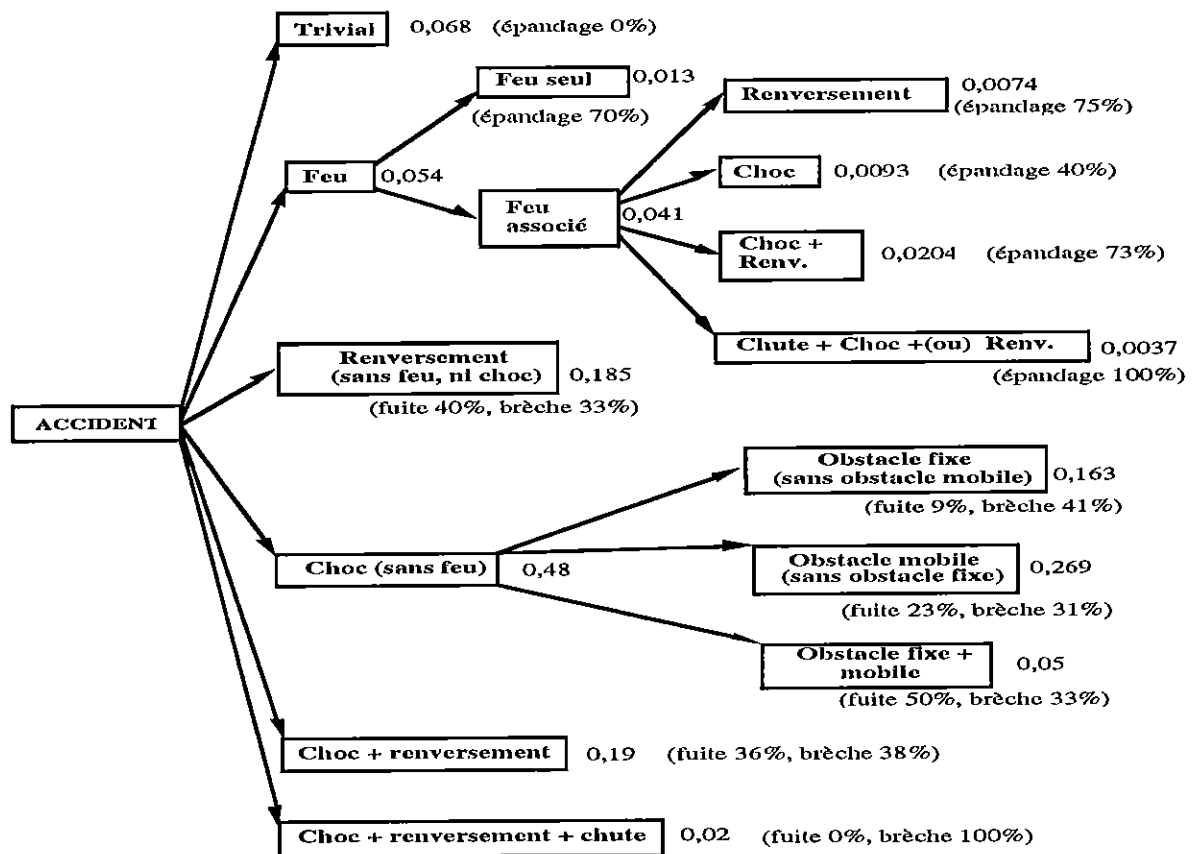 Trivial 0,068 (épandage 0%)
Feu seul 0,013
(épandage 70%)
Renversement 0,0074
(épandage 75%)
Feu 0,054
Choc 0,0093 (épandage 40%)
Feu
associé 0,041
Choc +
Renv. 0,0204 (épandage 73%)
Chute + Choc +(ou) Renv. 0,0037
(épandage 100%)
Renversement
(sans feu, ni choc) 0,185
(fuite 40%, brèche 33%)
ACCIDENT
Obstacle fixe
(sans obstacle mobile) 0,163
(fuite 9%, brèche 41%)
Choc (sans feu) 0,48
Obstacle mobile
(sans obstacle fixe) 0,269
(fuite 23%, brèche 31%)
Obstacle fixe +
mobile 0,05
(fuite 50%, brèche 33%)
Choc + renversement 0,19 (fuite 36%, brèche 38%)
Choc + renversement + chute 0,02 (fuite 0%, brèche 100%)